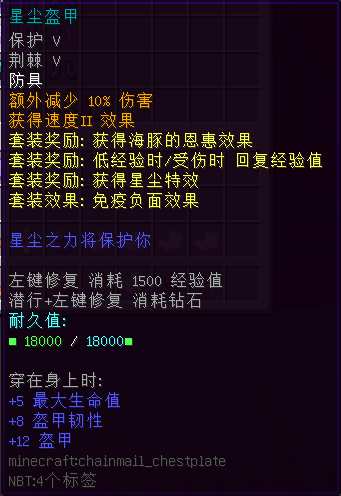 星尘盔甲
保护 V
荆棘 V
防具
额外减少 10% 伤害
获得速度II 效果
套装奖励: 获得海豚的恩惠效果
套装奖励: 低经验时/受伤时 回复经验值
套装奖励: 获得星尘特效
套装效果: 免疫负面效果
星尘之力将保护你
左键修复 消耗 1500 经验值
潜行+左键修复 消耗钻石
耐久值:
■ 18000 / 18000■
穿在身上时:
+5 最大生命值
+8 盔甲韧性
+12 盔甲
minecraft:chainmail_chestplate
NBT:4个标签